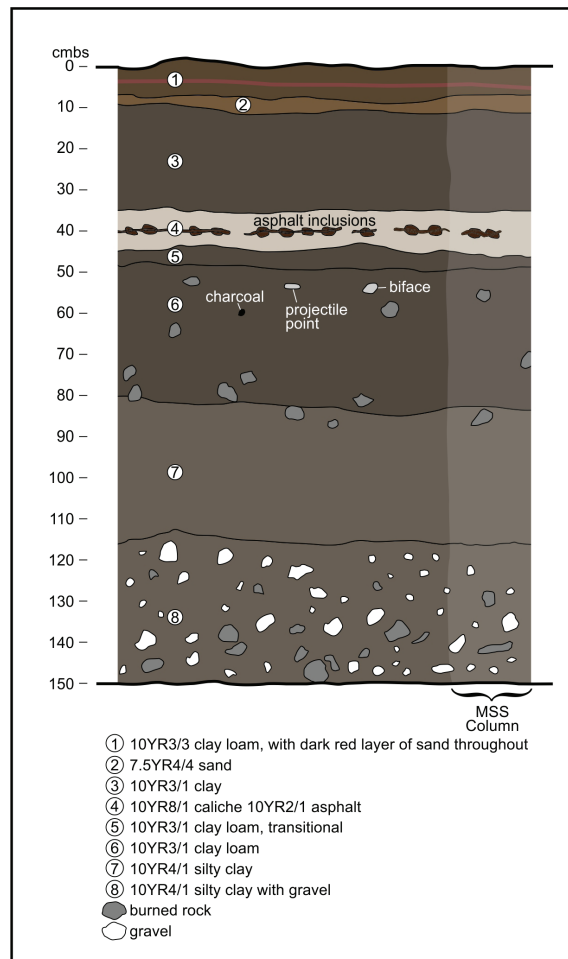 cmbs
0 –
10 –
20 –
30 –
40 –
50 –
60 –
70 –
80 –
90 –
100 –
110 –
120 –
130 –
140 –
150
1
2
3
asphalt inclusions
4
5
6
charcoal
projectile
point
biface
7
8
MSS
Column
1 10YR3/3 clay loam, with dark red layer of sand throughout
2 7.5YR4/4 sand
3 10YR3/1 clay
4 10YR8/1 caliche 10YR2/1 asphalt
5 10YR3/1 clay loam, transitional
6 10YR3/1 clay loam
7 10YR4/1 silty clay
8 10YR4/1 silty clay with gravel
burned rock
gravel